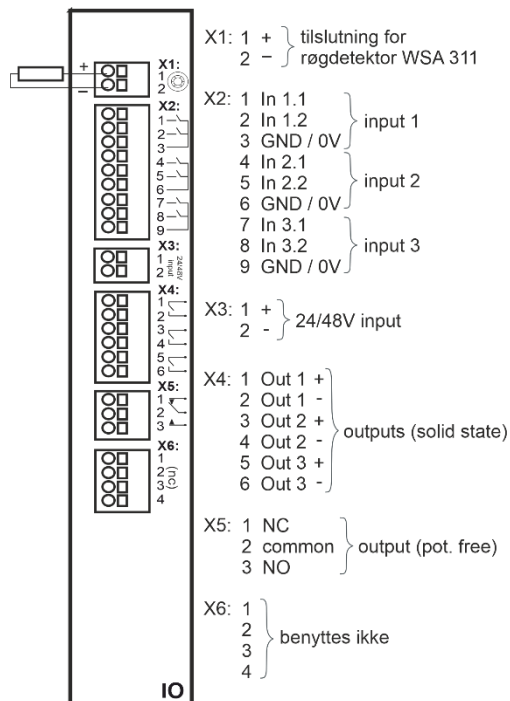 +
−
X1:
1
2
X2:
1
2
3
4
5
6
7
8
9
X3:
1
2
24/48V
input
X4:
1
2
3
4
5
6
X5:
1
2
3
X6:
1
2
3
4
(nc)
IO
X1: 1 + tilslutning for
2 − røgdetektor WSA 311
X2: 1 In 1.1
2 In 1.2 input 1
3 GND / 0V
4 In 2.1
5 In 2.2 input 2
6 GND / 0V
7 In 3.1
8 In 3.2 input 3
9 GND / 0V
X3: 1 + 24/48V input
2 -
X4: 1 Out 1 +
2 Out 1 -
3 Out 2 +
4 Out 2 - outputs (solid state)
5 Out 3 +
6 Out 3 -
X5: 1 NC
2 common output (pot. free)
3 NO
X6: 1
2
3 benyttes ikke
4